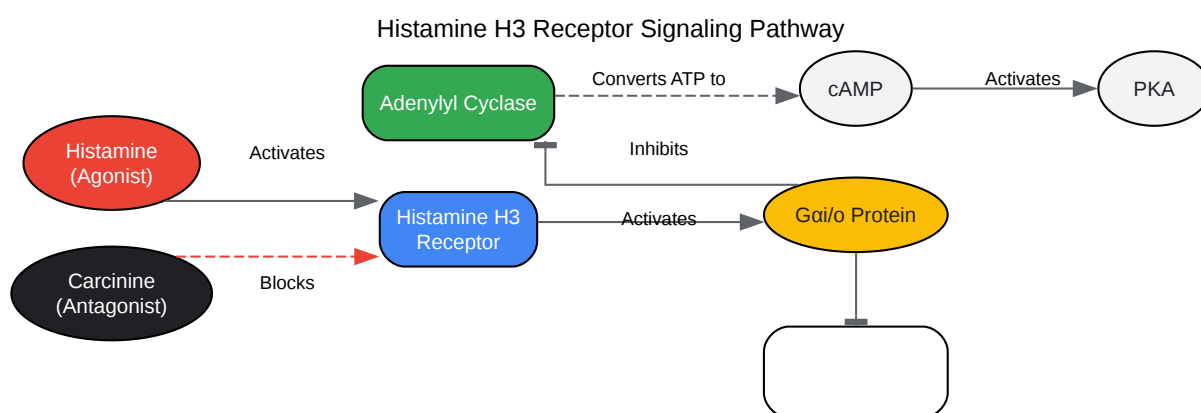 Histamine H3 Receptor Signaling Pathway
Adenylyl Cyclase
Converts ATP to
cAMP
Activates
PKA
Histamine
(Agonist)
Activates
Inhibits
Histamine H3
Receptor
Activates
Gαi/o Protein
Carcinine
(Antagonist)
Blocks